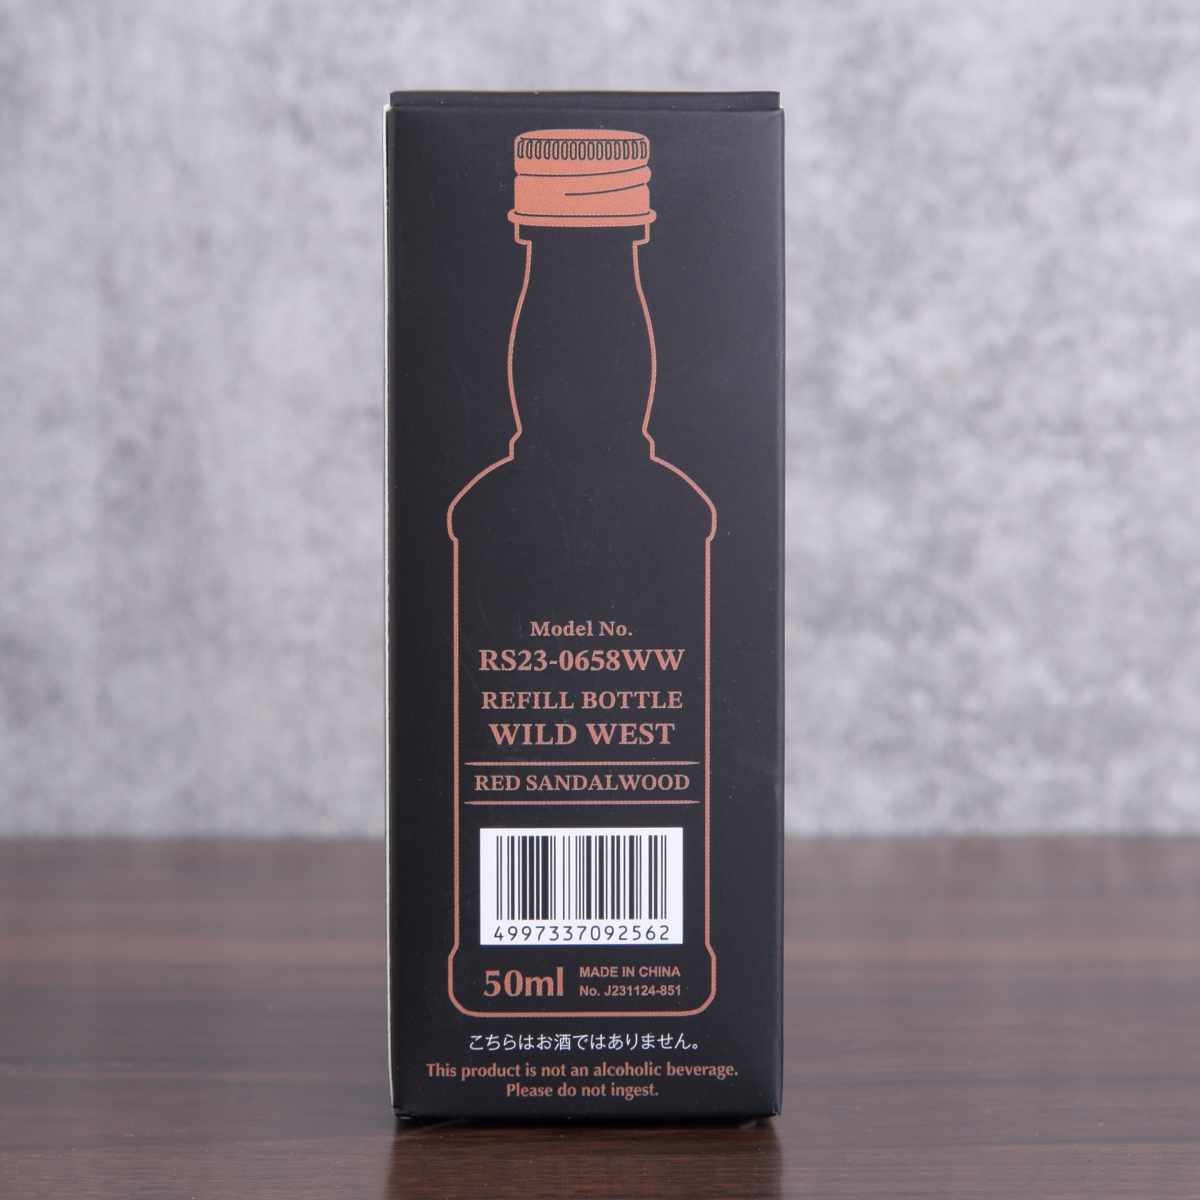 Model No.
RS23-0658WW
REFILL BOTTLE
WILD WEST
RED SANDALWOOD
4997337092562
50ml
MADE IN CHINA
No. J231124-851
こちらはお酒ではありません。
This product is not an alcoholic beverage.
Please do not ingest.